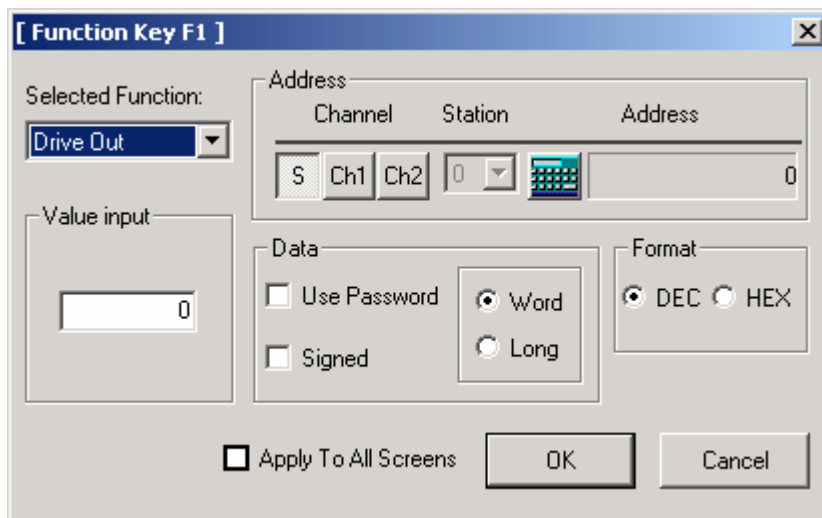 [ Function Key F1 ]
Selected Function:
Drive Out
Address
Channel Station Address
S Ch1 Ch2 0 0
Value input
0
Data
Use Password
Signed
Word
Long
Format
DEC HEX
Apply To All Screens OK Cancel